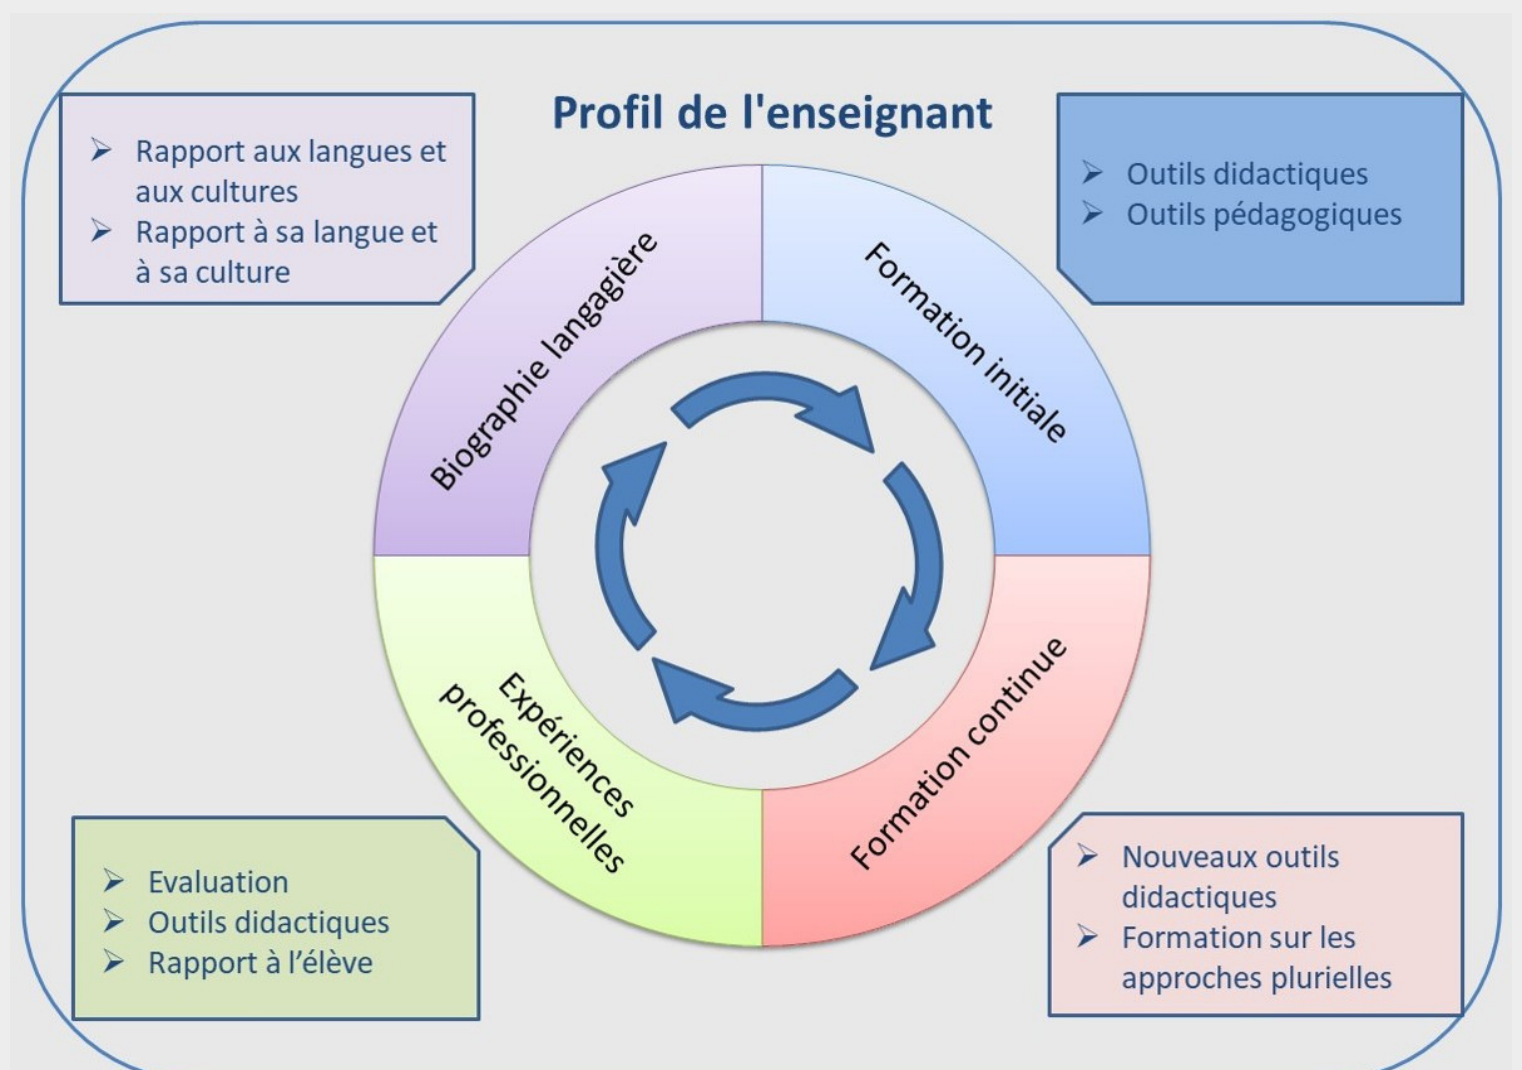 Profil de l'enseignant
➢ Rapport aux langues et
aux cultures
➢ Rapport à sa langue et
à sa culture
➢ Outils didactiques
➢ Outils pédagogiques
Biographie langagière
Formation initiale
Expériences
professionnelles
Formation continue
➢ Evaluation
➢ Outils didactiques
➢ Rapport à l’élève
➢ Nouveaux outils
didactiques
➢ Formation sur les
approches plurielles